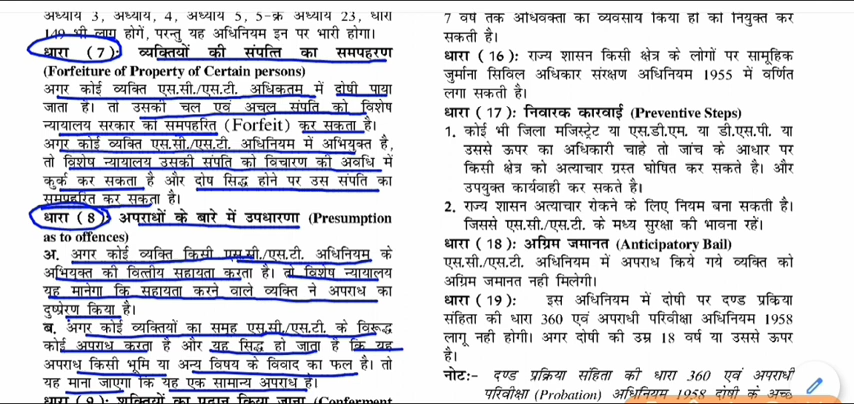 अध्याय 3, अध्याय, 4, अध्याय 5, 5-क्र अध्याय 23, धारा
149 भी लागू होगें, परन्तु यह अधिनियम इन पर भारी होगा।
धारा (7): व्यक्तियों की संपत्ति का समपहरण
(Forfeiture of Property of Certain persons)
अगर कोई व्यक्ति एस.सी./एस.टी. अधिकतम में दोषी पाया
जाता है। तो उसकी चल एवं अचल संपति को विशेष
न्यायालय सरकार को समपहरित (Forfeit) कर सकता है।
अगर कोई व्यक्ति एस.सी./एस.टी. अधिनियम में अभियुक्त है,
तो विशेष न्यायालय उसकी संपति को विचारण की अवधि में
कुर्क कर सकता है और दोष सिद्ध होने पर उस संपति का
समपहरित कर सकता है।
धारा (8): अपराधों के बारे में उपधारणा (Presumption
as to offences)
अ. अगर कोई व्यक्ति किसी एस.सी./एस.टी. अधिनियम के
अभियुक्त की वित्तीय सहायता करता है। तो विशेष न्यायालय
यह मानेगा कि सहायता करने वाले व्यक्ति ने अपराध का
दुष्प्रेरण किया है।
ब. अगर कोई व्यक्तियों का समूह एस.सी./एस.टी. के विरूद्ध
कोई अपराध करता है और यह सिद्ध हो जाता है कि यह
अपराध किसी भूमि या अन्य विषय के विवाद का फल है। तो
यह माना जाएगा कि यह एक सामान्य अपराध है।
धारा (9): शक्तियों का प्रदान किया जाना (Conferment
7 वर्ष तक अधिवक्ता का व्यवसाय किया हो को नियुक्त कर
सकती है।
धारा (16): राज्य शासन किसी क्षेत्र के लोगों पर सामूहिक
जुर्माना सिविल अधिकार संरक्षण अधिनियम 1955 में वर्णित
लगा सकती है।
धारा (17): निवारक कारवाई (Preventive Steps)
1. कोई भी जिला मजिस्ट्रेट या एस.डी.एम. या डी.एस.पी. या
उससे ऊपर का अधिकारी चाहे तो जांच के आधार पर
किसी क्षेत्र को अत्याचार ग्रस्त घोषित कर सकते है। और
उपयुक्त कार्यवाही कर सकते है।
2. राज्य शासन अत्याचार रोकने के लिए नियम बना सकती है।
जिससे एस.सी./एस.टी. के मध्य सुरक्षा की भावना रहें।
धारा (18): अग्रिम जमानत (Anticipatory Bail)
एस.सी./एस.टी. अधिनियम में अपराध किये गये व्यक्ति को
अग्रिम जमानत नही मिलेगी।
धारा (19): इस अधिनियम में दोषी पर दण्ड प्रकिया
संहिता की धारा 360 एवं अपराधी परिवीक्षा अधिनियम 1958
लागू नही होगी। अगर दोषी की उम्र 18 वर्ष या उससे ऊपर
है।
नोटः- दण्ड प्रक्रिया संहिता की धारा 360 एवं अपराधी
परिवीक्षा (Probation) अधिनियम 1958 दोषी के अच्छे